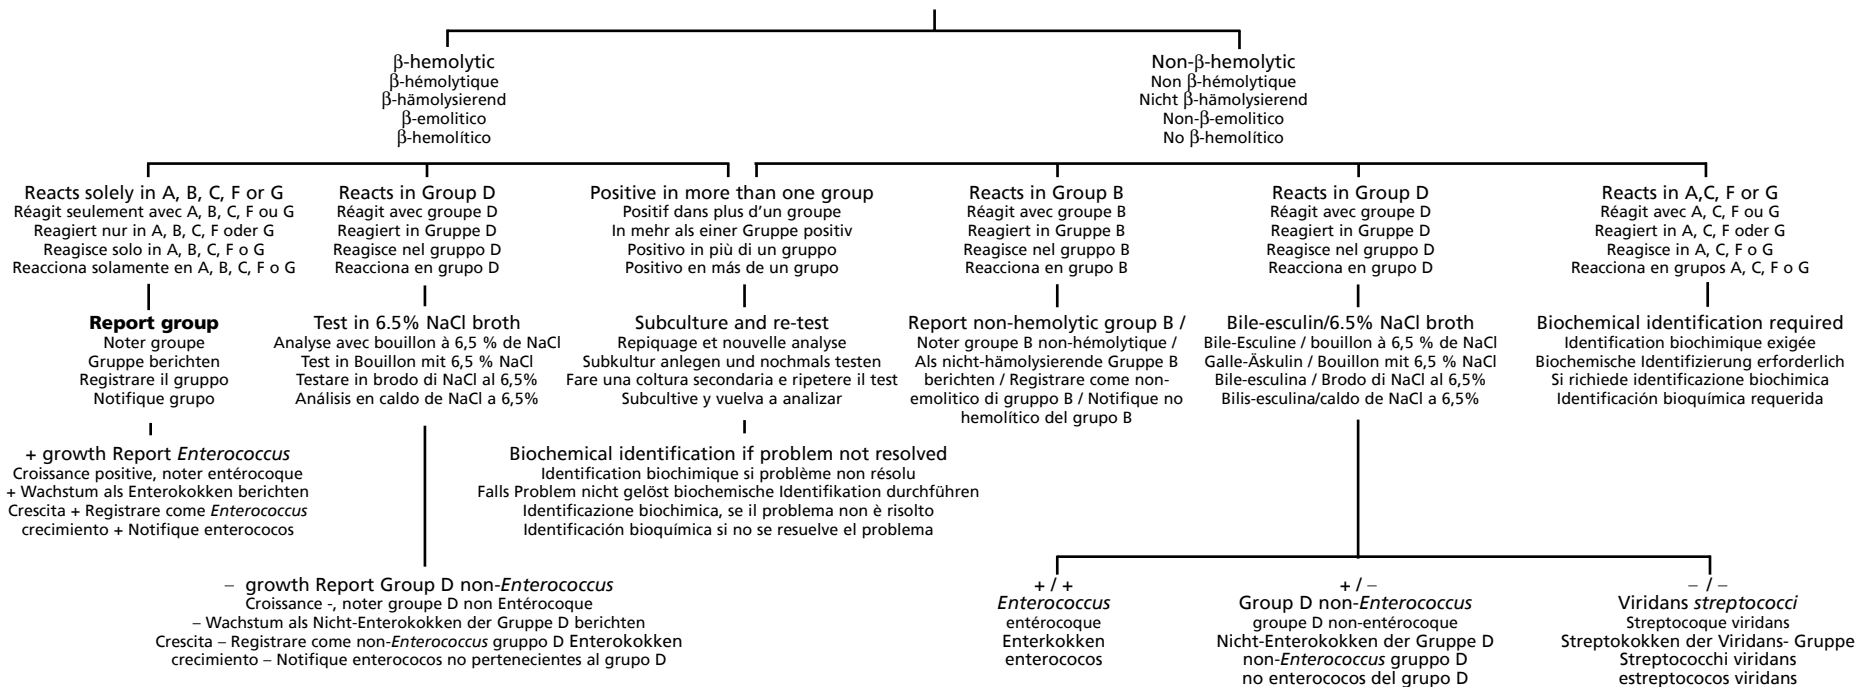 β-hemolytic
β-hémolytique
β-hämolysierend
β-emolitico
β-hemolítico
Non-β-hemolytic
Non β-hémolytique
Nicht β-hämolysierend
Non-β-emolitico
No β-hemolítico
Reacts solely in A, B, C, F or G
Réagit seulement avec A, B, C, F ou G
Reagiert nur in A, B, C, F oder G
Reagisce solo in A, B, C, F o G
Reacciona solamente en A, B, C, F o G
Reacts in Group D
Réagit avec groupe D
Reagiert in Gruppe D
Reagisce nel gruppo D
Reacciona en grupo D
Positive in more than one group
Positif dans plus d'un groupe
In mehr als einer Gruppe positiv
Positivo in più di un gruppo
Positivo en más de un grupo
Reacts in Group B
Réagit avec groupe B
Reagiert in Gruppe B
Reagisce nel gruppo B
Reacciona en grupo B
Reacts in Group D
Réagit avec groupe D
Reagiert in Gruppe D
Reagisce nel gruppo D
Reacciona en grupo D
Reacts in A,C, F or G
Réagit avec A, C, F ou G
Reagiert in A, C, F oder G
Reagisce in A, C, F o G
Reacciona en grupos A, C, F o G
Report group
Noter groupe
Gruppe berichten
Registrare il gruppo
Notifique grupo
Test in 6.5% NaCl broth
Analyse avec bouillon à 6,5 % de NaCl
Test in Bouillon mit 6,5 % NaCl
Testare in brodo di NaCl al 6,5%
Análisis en caldo de NaCl a 6,5%
Subculture and re-test
Repiquage et nouvelle analyse
Subkultur anlegen und nochmals testen
Fare una coltura secondaria e ripetere il test
Subcultive y vuelva a analizar
Report non-hemolytic group B /
Noter groupe B non-hémolytique /
Als nicht-hämolysierende Gruppe B
berichten / Registrare come non-
emolitico di gruppo B / Notifique no
hemolítico del grupo B
Bile-esculin/6.5% NaCl broth
Bile-Esculine / bouillon à 6,5 % de NaCl
Galle-Äskulin / Bouillon mit 6,5 % NaCl
Bile-esculina / Brodo di NaCl al 6,5%
Bilis-esculina/caldo de NaCl a 6,5%
Biochemical identification required
Identification biochimique exigée
Biochemische Identifizierung erforderlich
Si richiede identificazione biochimica
Identificación bioquímica requerida
+ growth Report Enterococcus
Croissance positive, noter entérocoque
+ Wachstum als Enterokokken berichten
Crescita + Registrare come Enterococcus
crecimiento + Notifique enterococos
Biochemical identification if problem not resolved
Identification biochimique si problème non résolu
Falls Problem nicht gelöst biochemische Identifikation durchführen
Identificazione biochimica, se il problema non è risolto
Identificación bioquímica si no se resuelve el problema
– growth Report Group D non-Enterococcus
Croissance -, noter groupe D non Entérocoque
– Wachstum als Nicht-Enterokokken der Gruppe D berichten
Crescita – Registrare come non-Enterococcus gruppo D Enterokokken
crecimiento – Notifique enterococos no pertenecientes al grupo D
+ / +
Enterococcus
entérocoque
Enterkokken
enterococos
+ / –
Group D non-Enterococcus
groupe D non-entérocoque
Nicht-Enterokokken der Gruppe D
non-Enterococcus gruppo D
no enterococos del grupo D
– / –
Viridans streptococci
Streptocoque viridans
Streptokokken der Viridans- Gruppe
Streptococchi viridans
estreptococos viridans